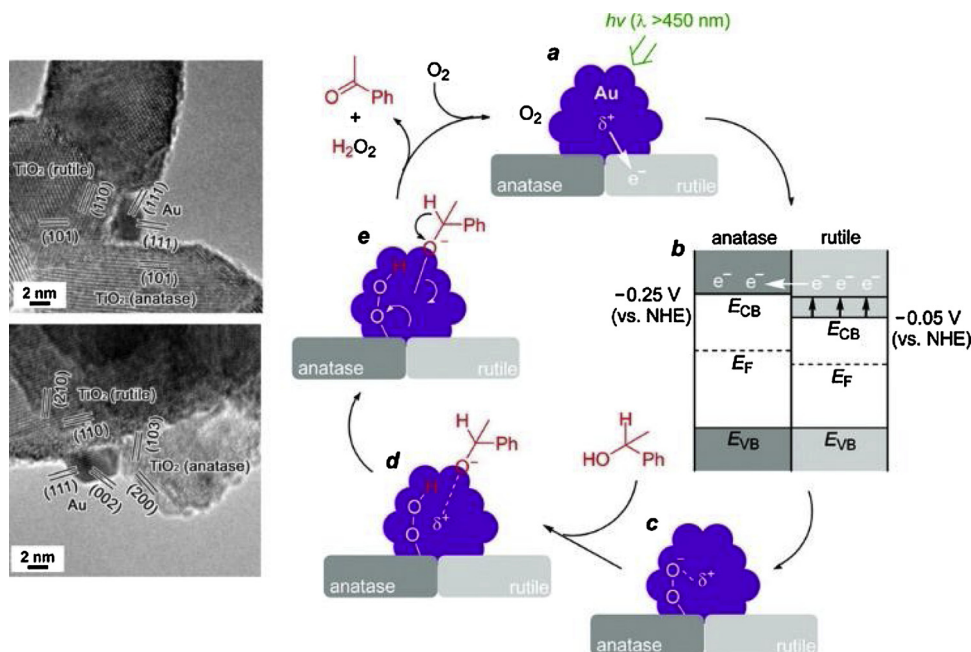 TiO₂ (rutile)
(110)
(111)
Au
(101)
(111)
(101)
TiO₂ (anatase)
2 nm
(210)
TiO₂ (rutile)
(110)
(103)
TiO₂ (anatase)
(111)
(002)
(200)
Au
2 nm
hν (λ >450 nm)
a
O₂
Au
δ⁺
O₂
e⁻
anatase
rutile
Ph
O
+
H₂O₂
b
anatase
rutile
e⁻ e⁻
e⁻ e⁻ e⁻
−0.25 V
(vs. NHE)
E_CB
E_CB
−0.05 V
(vs. NHE)
E_F
E_F
E_VB
E_VB
c
O⁻
O
δ⁺
anatase
rutile
H
HO
Ph
d
H
Ph
O⁻
H
O
O
δ⁺
anatase
rutile
e
H
Ph
O⁻
H
O
O
anatase
rutile